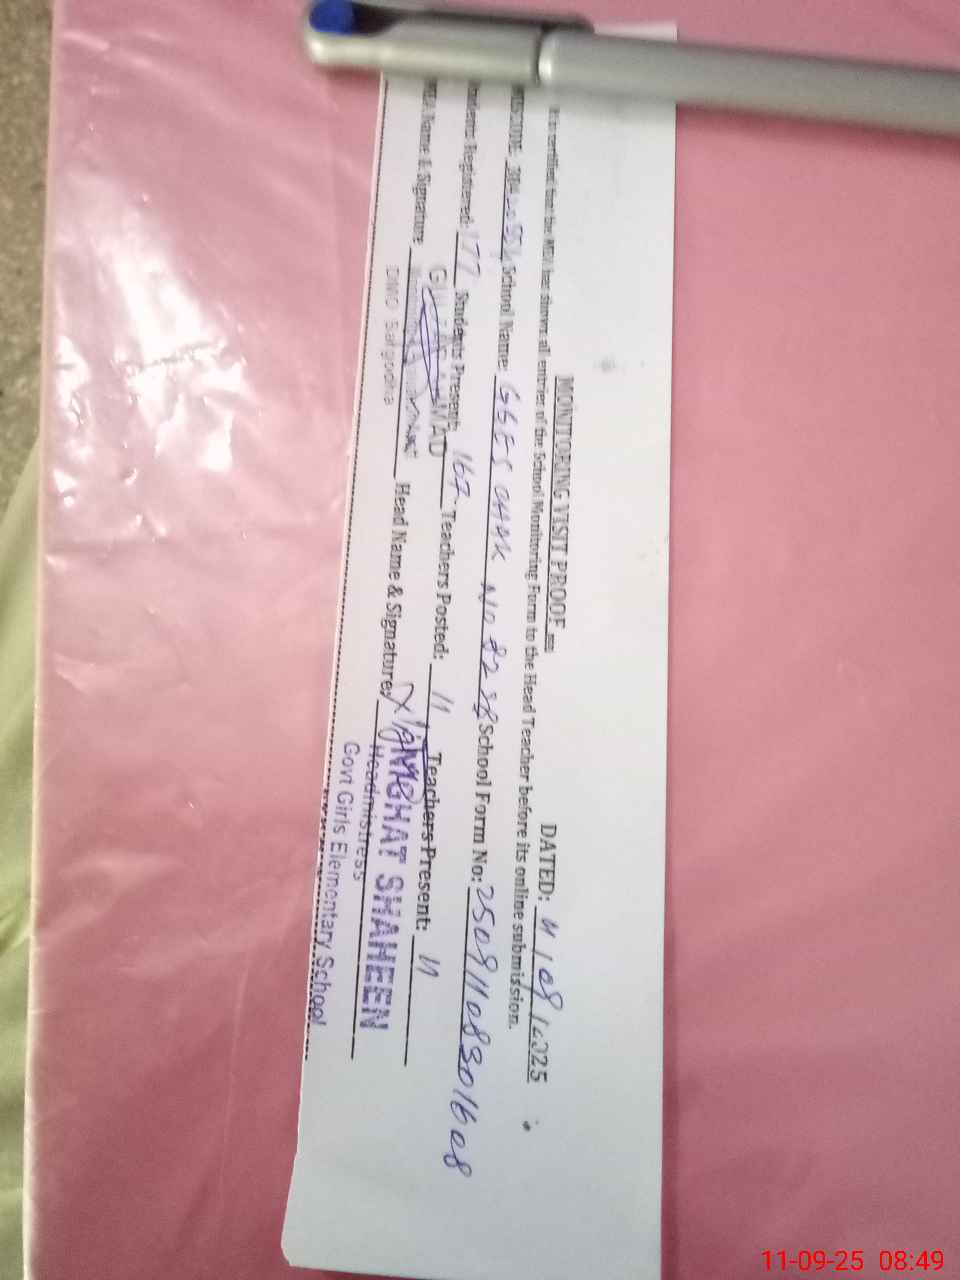 MONITORING VISIT PROOF DATED: 11 / 09 / 2025
It is certified that the MEA has shown all entries of the School Monitoring Form to the Head Teacher before its online submission.
School Name: GGES CHAK NO 82 School Form No: 25091108301608
Students Registered: 177 Students Present: 167 Teachers Posted: 11 Teachers Present: 11
MEA Name & Signature Head Name & Signature
SHAHEEN
Headmistress
Govt Girls Elementary School
DMO Sargodha
11-09-25 08:49